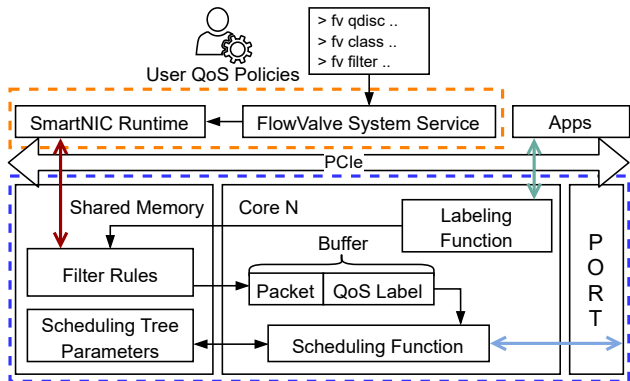 > fv qdisc ..
> fv class ..
> fv filter ..
User QoS Policies
SmartNIC Runtime
FlowValve System Service
Apps
PCIe
Shared Memory
Core N
Labeling
Function
Buffer
Filter Rules
Packet
QoS Label
Scheduling Tree
Parameters
Scheduling Function
P
O
R
T